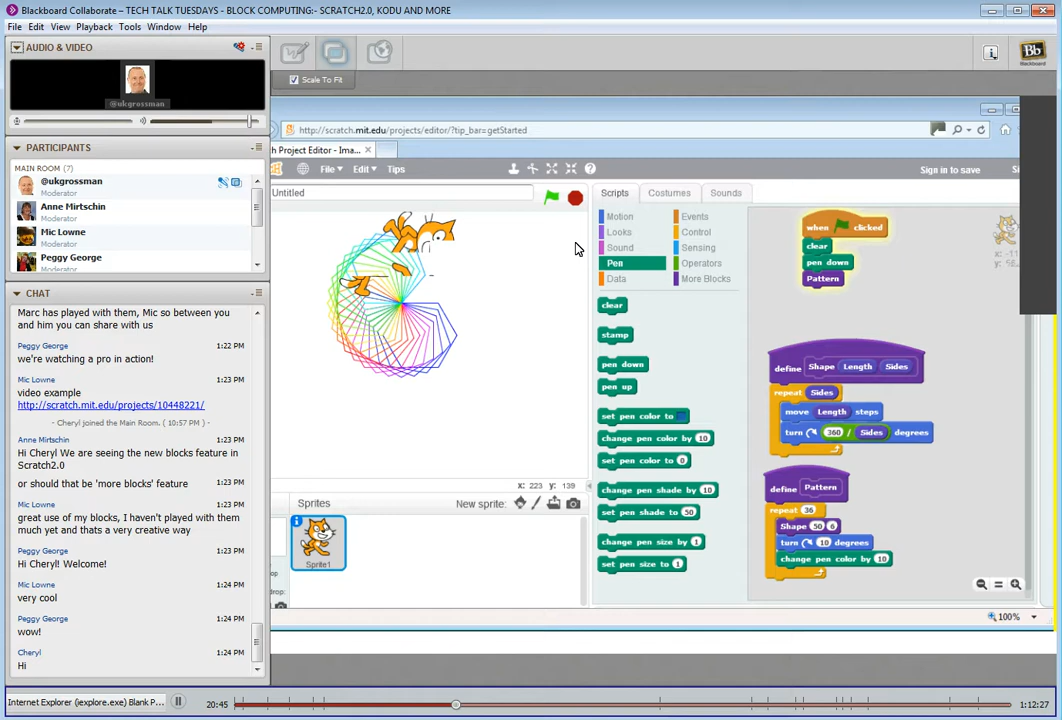 Blackboard Collaborate – TECH TALK TUESDAYS - BLOCK COMPUTING:- SCRATCH2.0, KODU AND MORE
File Edit View Playback Tools Window Help
AUDIO & VIDEO
@ukgrossman
PARTICIPANTS
MAIN ROOM (7)
@ukgrossman
Moderator
Anne Mirtschin
Moderator
Mic Lowne
Moderator
Peggy George
Moderator
CHAT
Marc has played with them, Mic so between you
and him you can share with us
Peggy George 1:22 PM
we're watching a pro in action!
Mic Lowne 1:23 PM
video example
http://scratch.mit.edu/projects/10448221/
- Cheryl joined the Main Room. ( 10:57 PM ) -
Anne Mirtschin 1:23 PM
Hi Cheryl We are seeing the new blocks feature in
Scratch2.0
or should that be 'more blocks' feature
Mic Lowne 1:23 PM
great use of my blocks, I haven't played with them
much yet and thats a very creative way
Peggy George 1:23 PM
Hi Cheryl! Welcome!
Mic Lowne 1:24 PM
very cool
Peggy George 1:24 PM
wow!
Cheryl 1:24 PM
Hi
Scale To Fit
Bb
Blackboard
http://scratch.mit.edu/projects/editor/?tip_bar=getStarted
h Project Editor - Ima...
File Edit Tips
Sign in to save
Untitled
Scripts Costumes Sounds
Motion Events
Looks Control
Sound Sensing
Pen Operators
Data More Blocks
clear
stamp
pen down
pen up
set pen color to
change pen color by 10
set pen color to 0
change pen shade by 10
set pen shade to 50
change pen size by 1
set pen size to 1
when clicked
clear
pen down
Pattern
define Shape Length Sides
repeat Sides
move Length steps
turn 360 / Sides degrees
define Pattern
repeat 36
Shape 50 6
turn 10 degrees
change pen color by 10
x: 223 y: 139
Sprites New sprite:
Sprite1
drop:
100%
Internet Explorer (iexplore.exe) Blank P...
20:45
1:12:27